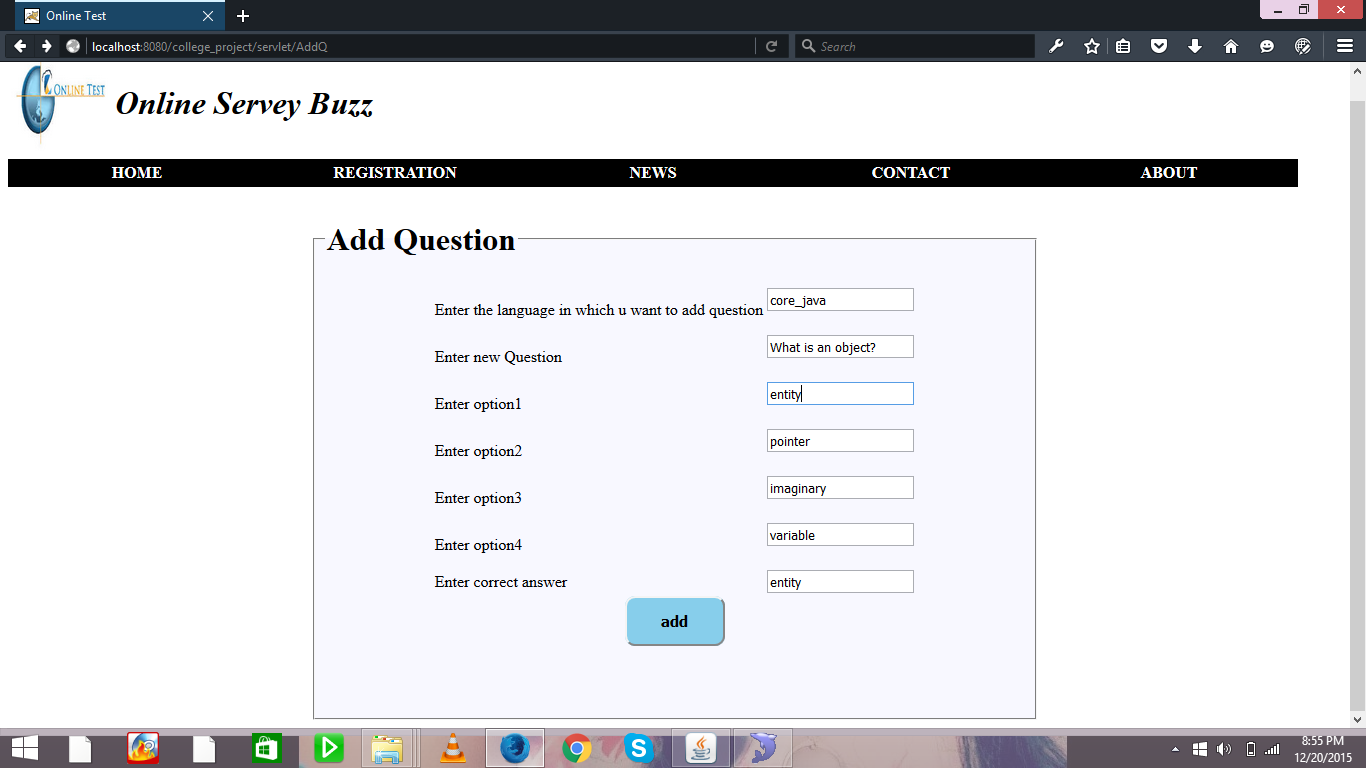 Online Test
localhost:8080/college_project/servlet/AddQ
Search
ONLINE TEST
Online Servey Buzz
HOME REGISTRATION NEWS CONTACT ABOUT
Add Question
Enter the language in which u want to add question core_java
Enter new Question What is an object?
Enter option1 entity
Enter option2 pointer
Enter option3 imaginary
Enter option4 variable
Enter correct answer entity
add
8:55 PM
12/20/2015